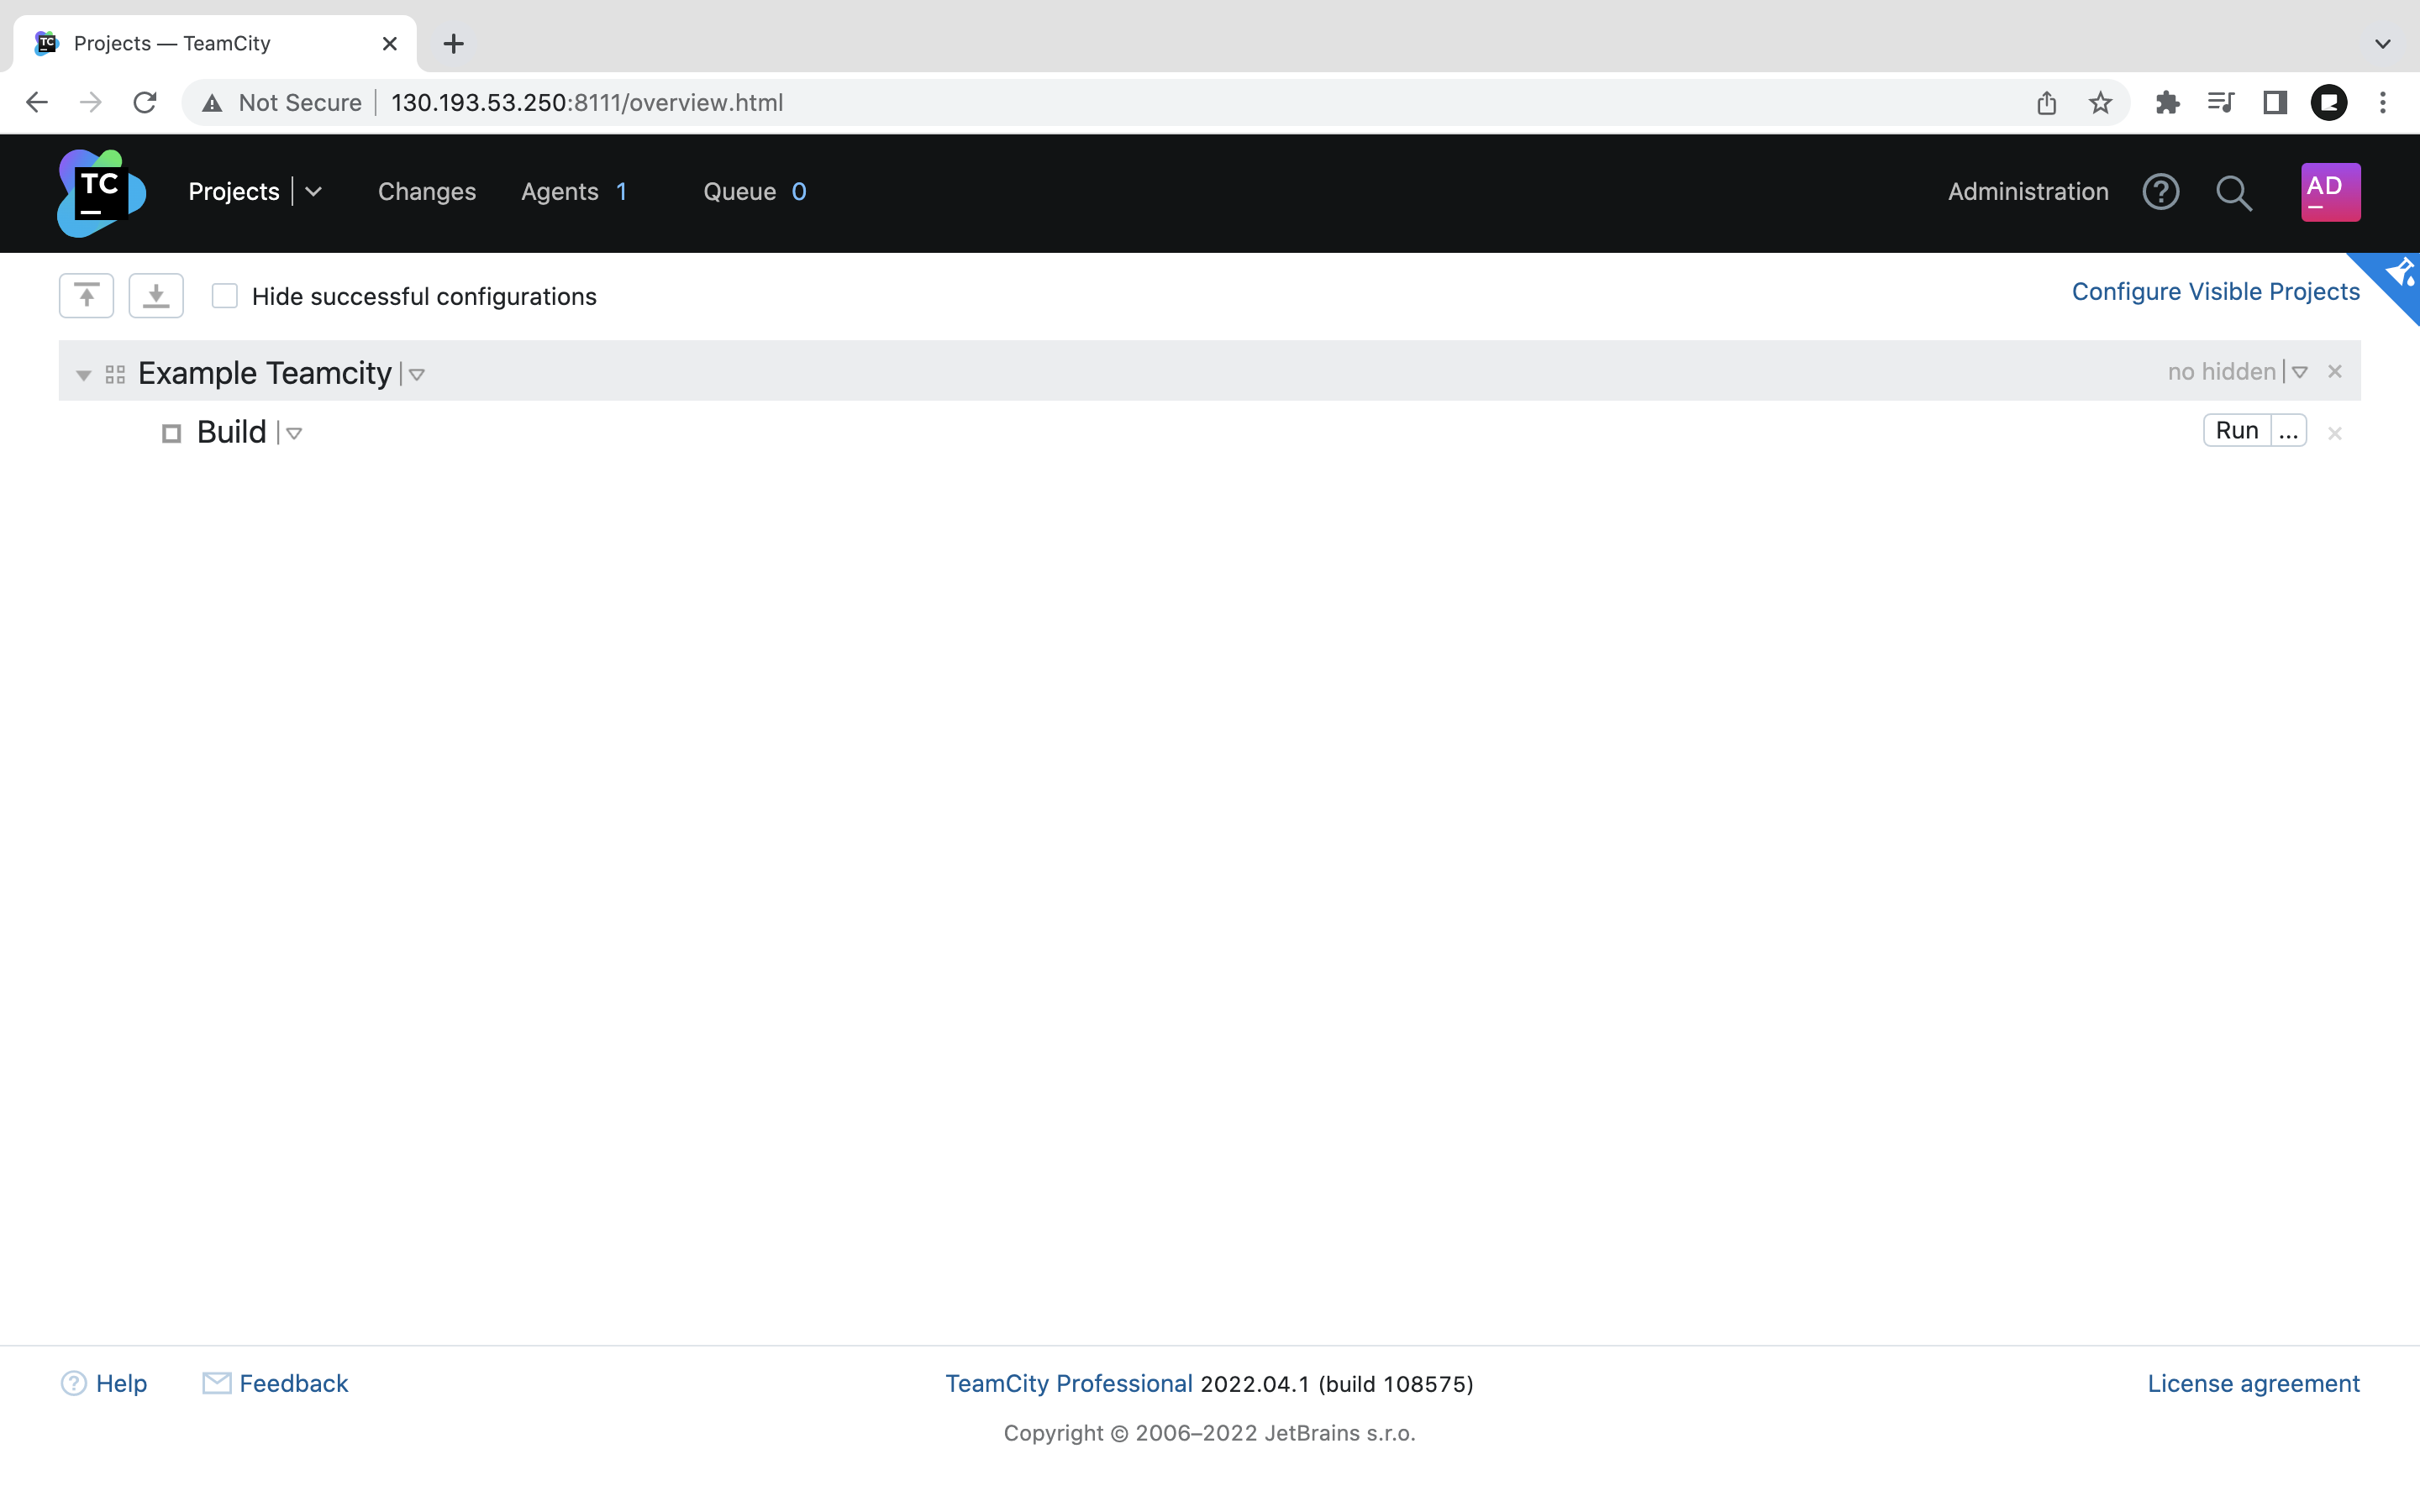 Projects — TeamCity
Not Secure 130.193.53.250:8111/overview.html
TC Projects Changes Agents 1 Queue 0 Administration AD
Hide successful configurations Configure Visible Projects
Example Teamcity no hidden
Build Run ...
Help Feedback TeamCity Professional 2022.04.1 (build 108575) License agreement
Copyright © 2006–2022 JetBrains s.r.o.